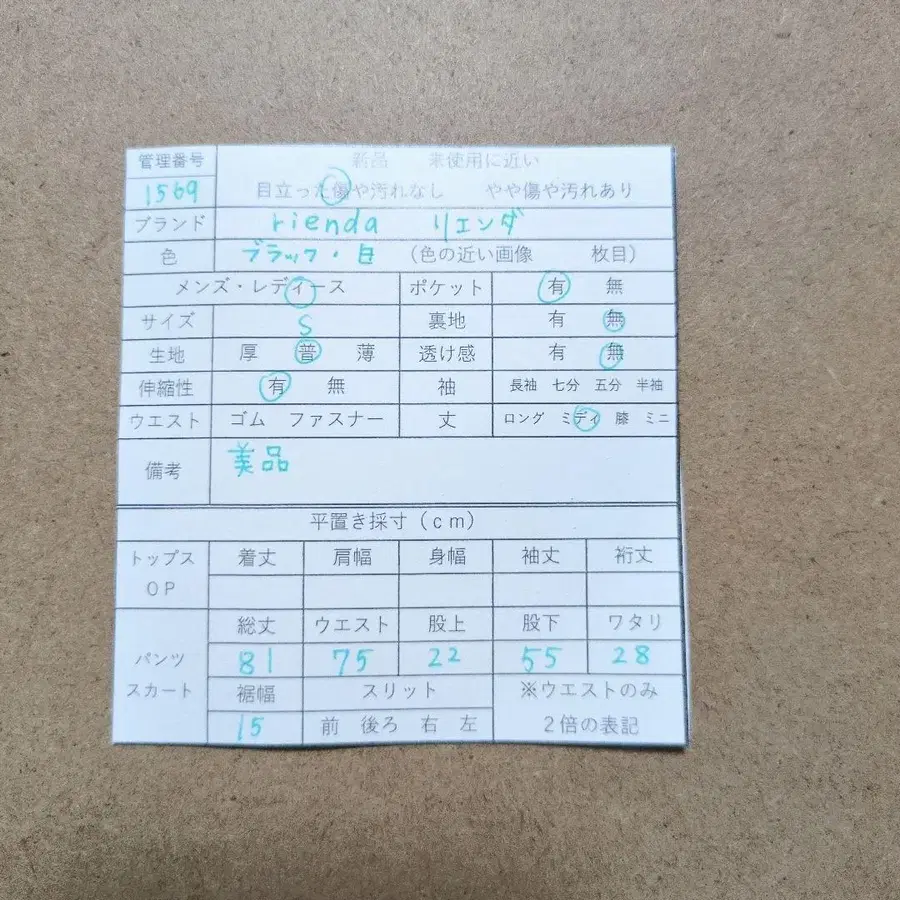 管理番号 新品 未使用に近い
1569 目立った傷や汚れなし やや傷や汚れあり
ブランド rienda リエンダ
色 ブラック・白 (色の近い画像 枚目)
メンズ・レディース ポケット 有 無
サイズ S 裏地 有 無
生地 厚 普 薄 透け感 有 無
伸縮性 有 無 袖 長袖 七分 五分 半袖
ウエスト ゴム ファスナー 丈 ロング ミディ 膝 ミニ
備考 美品
平置き採寸(cm)
トップス 着丈 肩幅 身幅 袖丈 裄丈
OP
総丈 ウエスト 股上 股下 ワタリ
パンツ 81 75 22 55 28
スカート 裾幅 スリット ※ウエストのみ
15 前 後ろ 右 左 2倍の表記